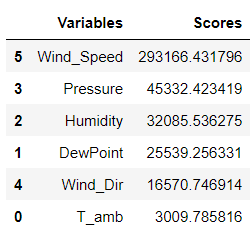 Variables Scores
5 Wind_Speed 293166.431796
3 Pressure 45332.423419
2 Humidity 32085.536275
1 DewPoint 25539.256331
4 Wind_Dir 16570.746914
0 T_amb 3009.785816